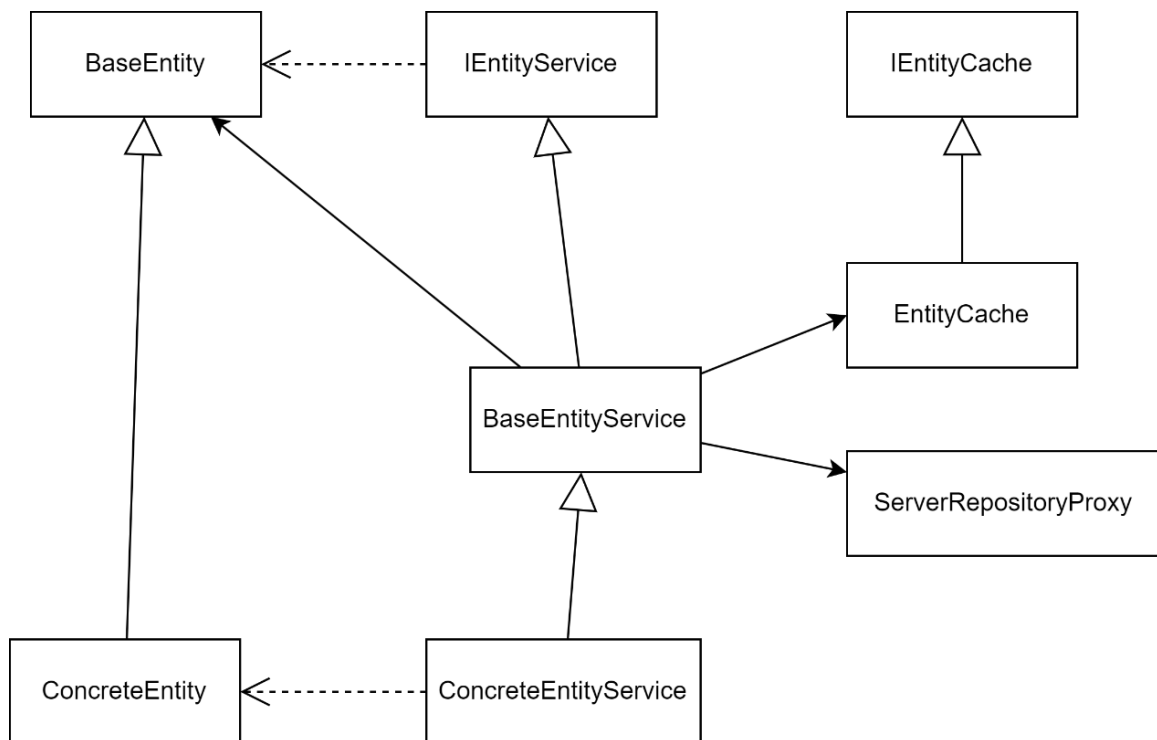 BaseEntity
IEntityService
IEntityCache
EntityCache
BaseEntityService
ServerRepositoryProxy
ConcreteEntity
ConcreteEntityService